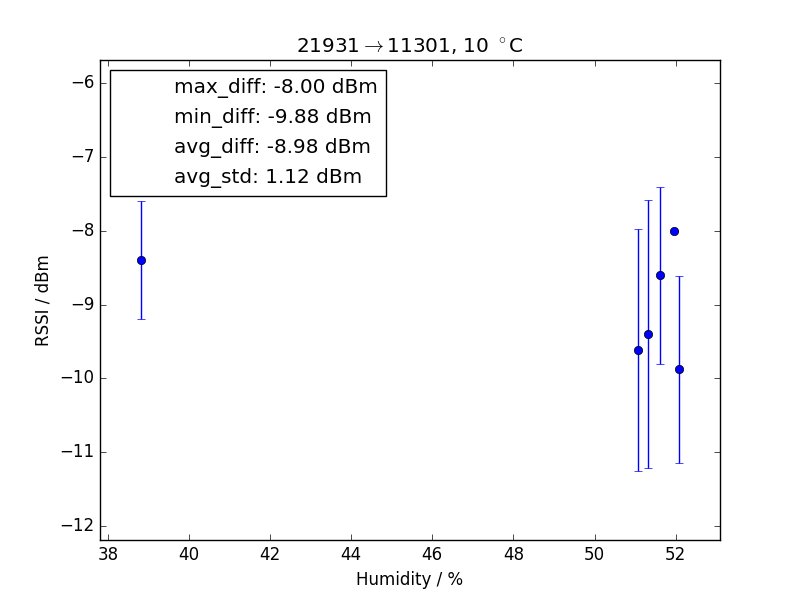 21931→11301, 10 °C
max_diff: -8.00 dBm
min_diff: -9.88 dBm
avg_diff: -8.98 dBm
avg_std: 1.12 dBm
RSSI / dBm
−6
−7
−8
−9
−10
−11
−12
38 40 42 44 46 48 50 52
Humidity / %